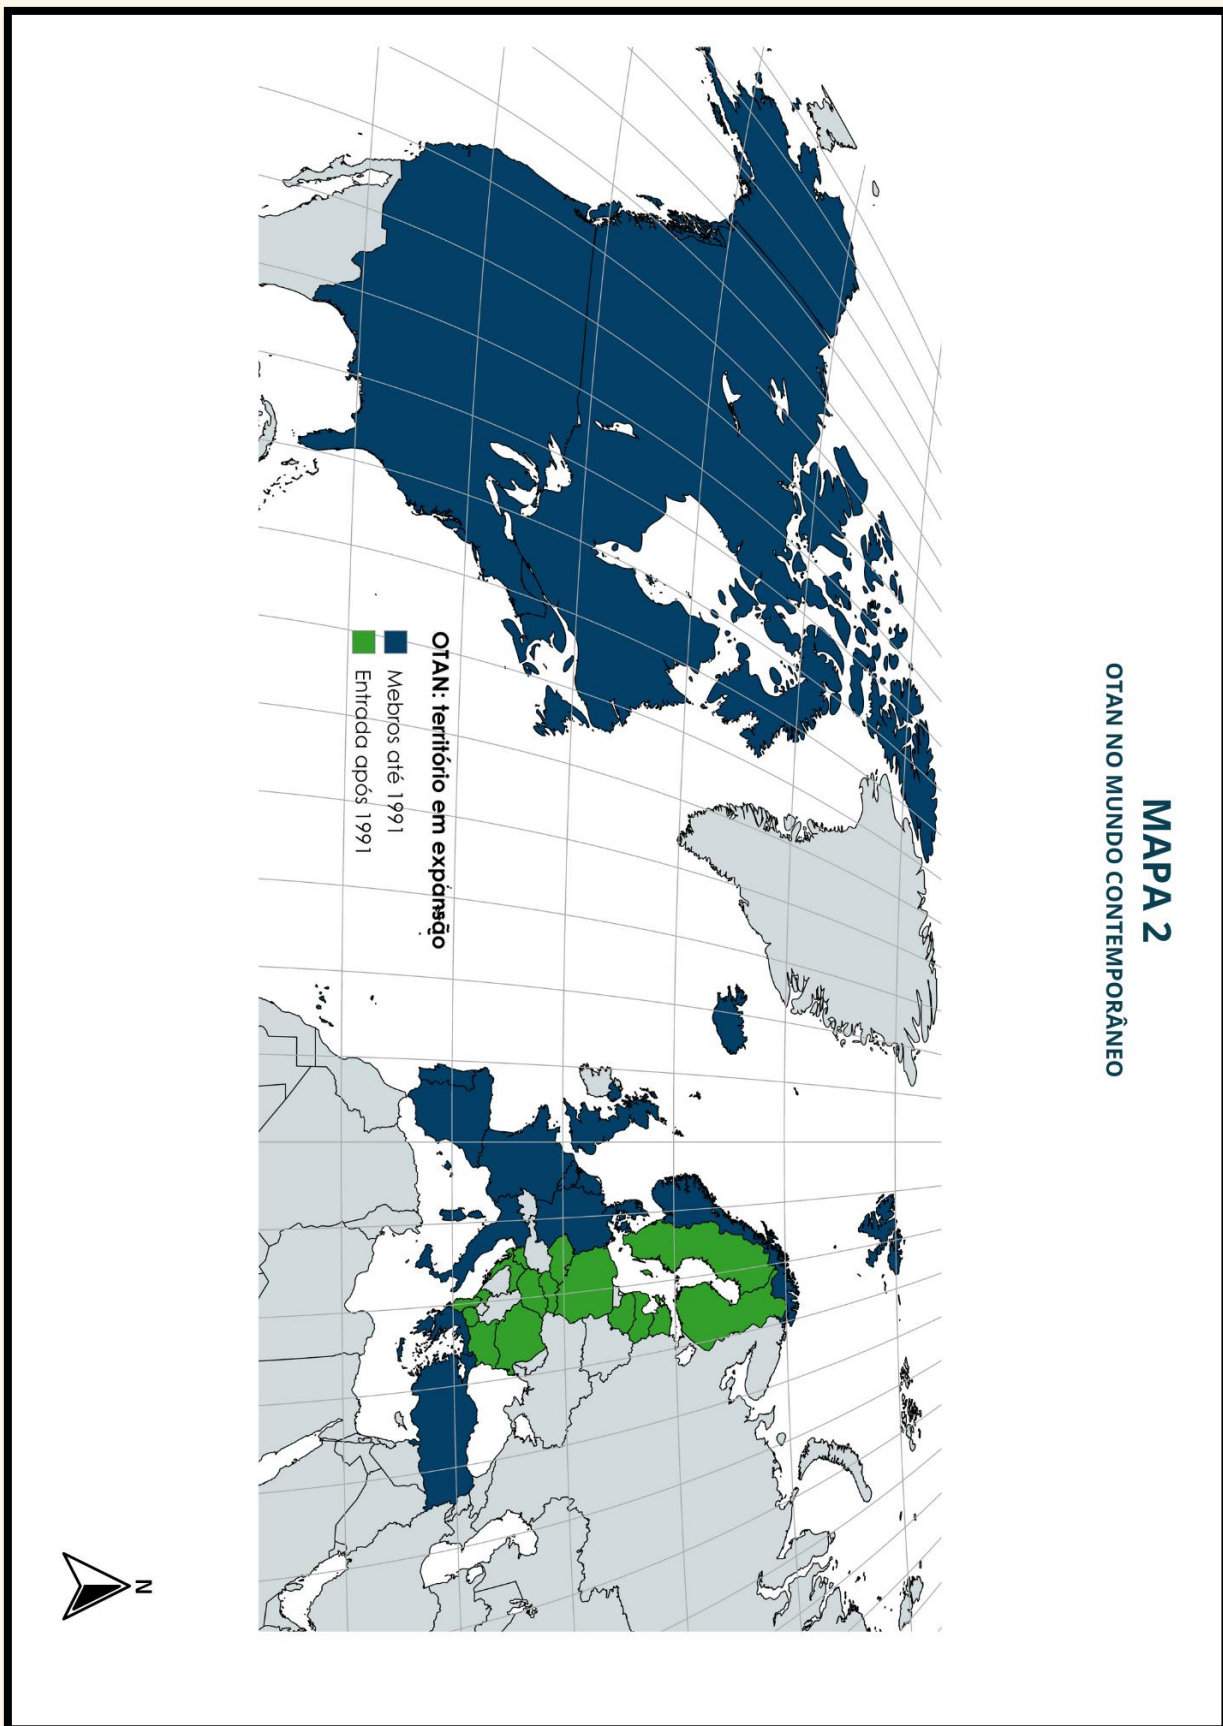 MAPA 2
OTAN NO MUNDO CONTEMPORÂNEO
OTAN: território em expansão
Mebros até 1991
Entrada após 1991
N